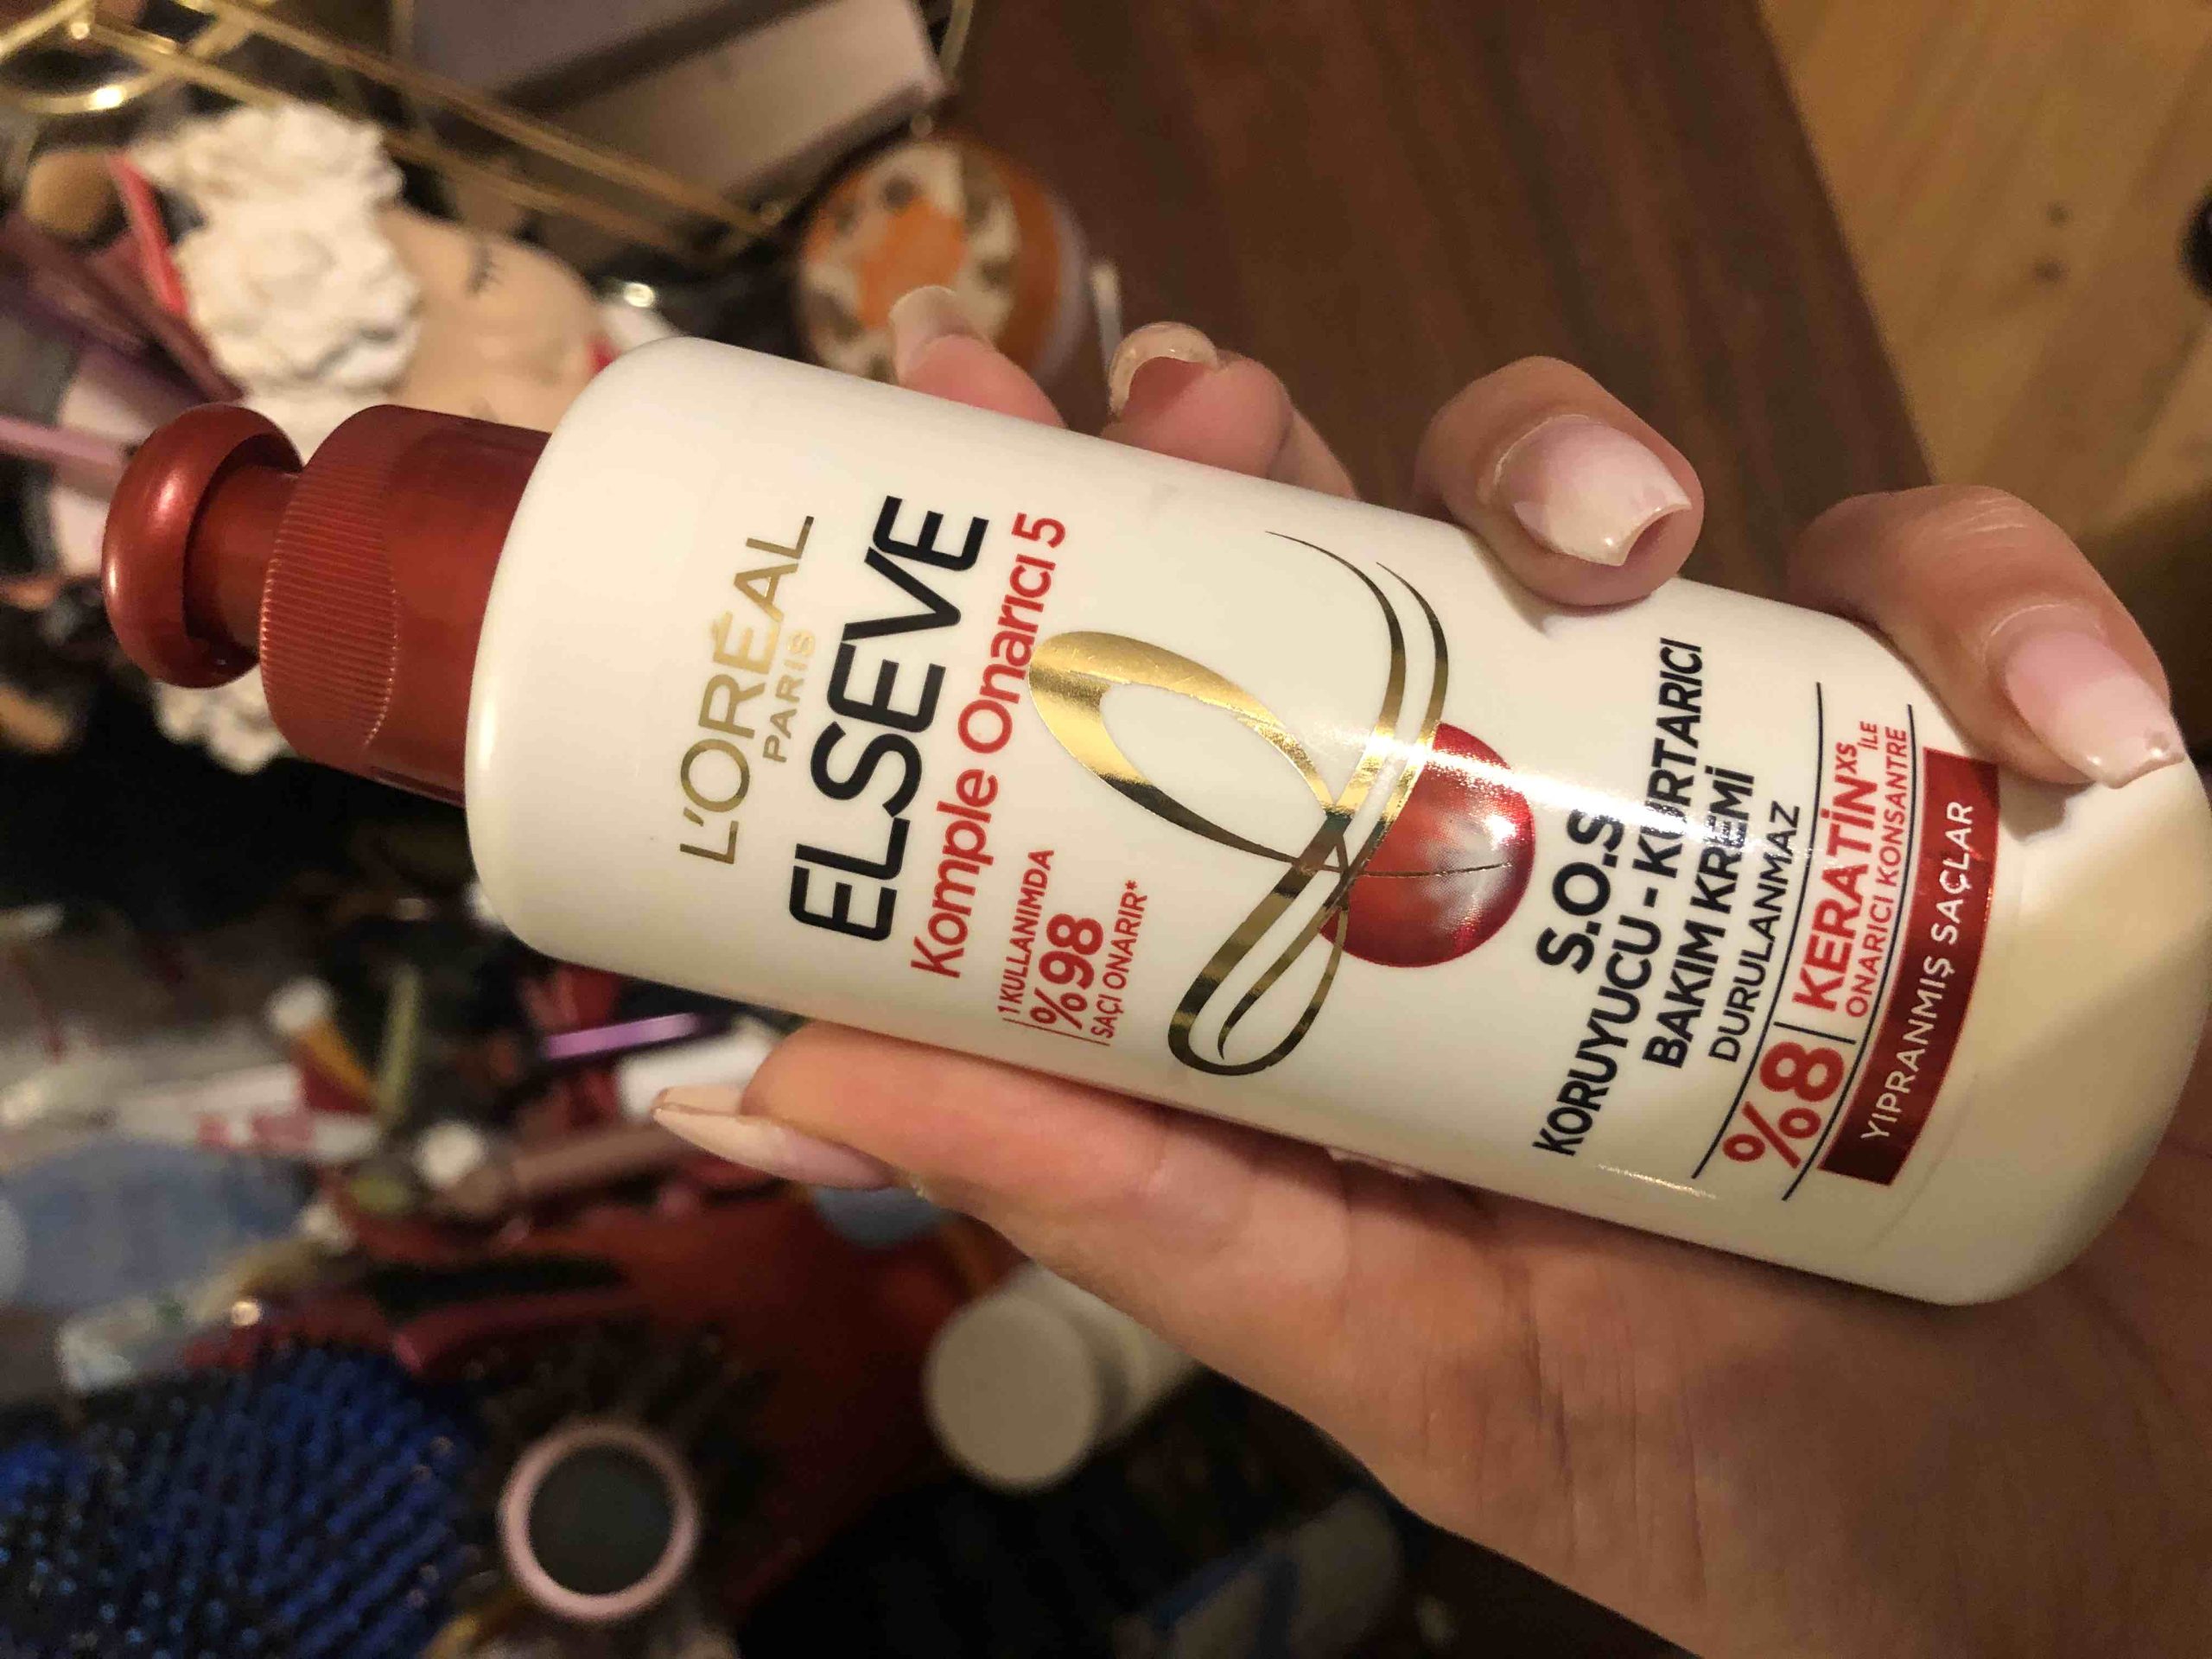 L'ORÉAL
PARIS
ELSEVE
Komple Onarıcı 5
1 KULLANIMDA
%98
SAÇI ONARIR*
S.O.S
KORUYUCU - KURTARICI
BAKIM KREMİ
DURULANMAZ
%8 KERATİN XS İLE
ONARICI KONSANTRE
YIPRANMIŞ SAÇLAR